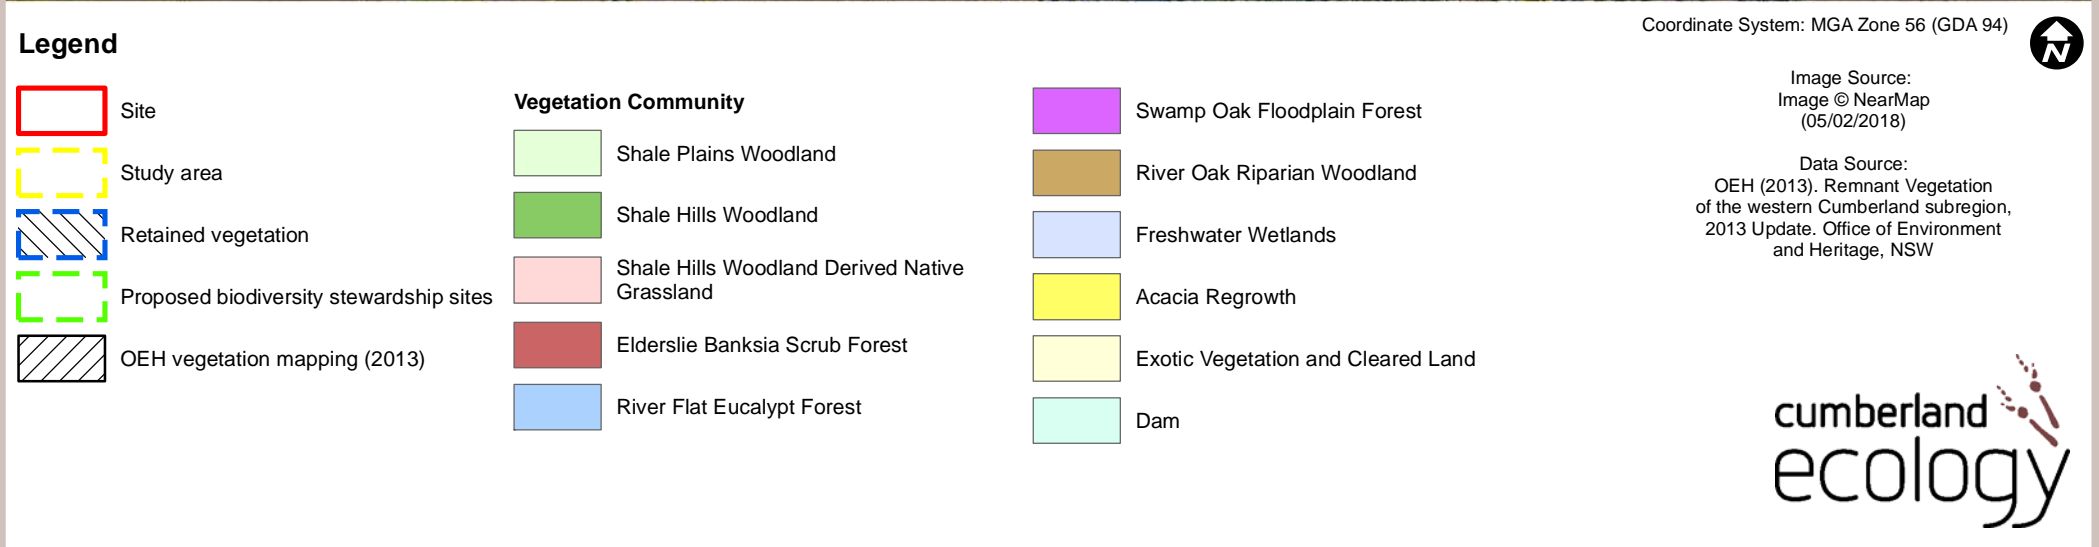 Legend
Site
Study area
Retained vegetation
Proposed biodiversity stewardship sites
OEH vegetation mapping (2013)
Vegetation Community
Shale Plains Woodland
Shale Hills Woodland
Shale Hills Woodland Derived Native
Grassland
Elderslie Banksia Scrub Forest
River Flat Eucalypt Forest
Swamp Oak Floodplain Forest
River Oak Riparian Woodland
Freshwater Wetlands
Acacia Regrowth
Exotic Vegetation and Cleared Land
Dam
Coordinate System: MGA Zone 56 (GDA 94)
N
Image Source:
Image © NearMap
(05/02/2018)
Data Source:
OEH (2013). Remnant Vegetation
of the western Cumberland subregion,
2013 Update. Office of Environment
and Heritage, NSW
cumberland
ecology